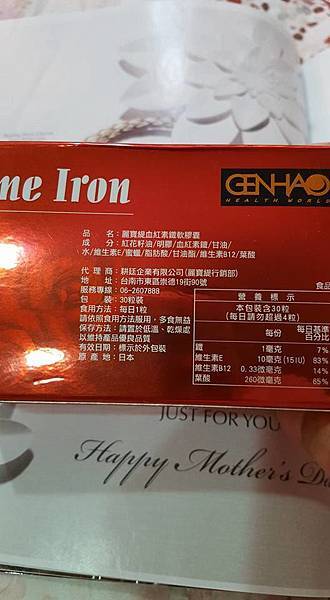 me Iron
GENHAO
HEALTH WORLD
品 名：麗寶緹血紅素鐵軟膠囊
成 分：紅花籽油/明膠/血紅素鐵/甘油/
水/維生素E/蜜蠟/脂肪酸/甘油酯/維生素B12/葉酸
代 理 商：耕廷企業有限公司(麗寶緹行銷部)
地 址：台南市東區崇德19街90號
服務專線：06-2607888
包 裝：30粒裝
食用方法：每日1粒
請依照食用方法服用，多食無益
保存方法：請置於低溫、乾燥處
以維持產品優良品質
有效日期：標示於外包裝
原 產 地：日本
食品
營養標示
本包裝含30粒
(每日請勿超過4粒)
每份 每日基準
百分比
鐵 1毫克 7%
維生素E 10毫克(15IU) 83%
維生素B12 0.33微毫克 14%
葉酸 260微毫克 65%
JUST FOR YOU
Happy Mother's Da